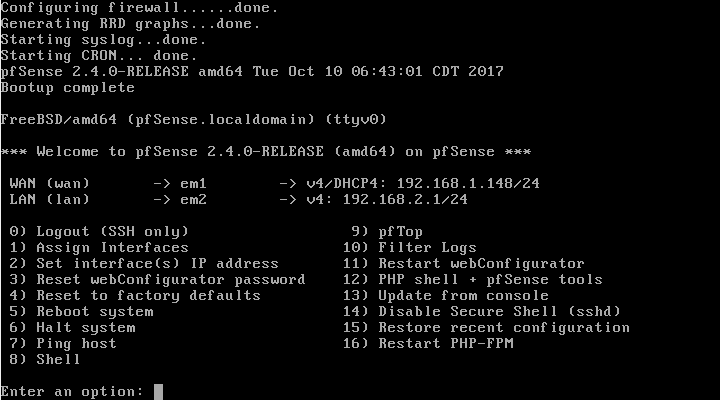 Configuring firewall......done.
Generating RRD graphs...done.
Starting syslog...done.
Starting CRON... done.
pfSense 2.4.0-RELEASE amd64 Tue Oct 10 06:43:01 CDT 2017
Bootup complete
FreeBSD/amd64 (pfSense.localdomain) (ttyv0)
*** Welcome to pfSense 2.4.0-RELEASE (amd64) on pfSense ***
WAN (wan)       -> em1        -> v4/DHCP4: 192.168.1.148/24
LAN (lan)       -> em2        -> v4: 192.168.2.1/24
0) Logout (SSH only)                  9) pfTop
1) Assign Interfaces                 10) Filter Logs
2) Set interface(s) IP address       11) Restart webConfigurator
3) Reset webConfigurator password    12) PHP shell + pfSense tools
4) Reset to factory defaults         13) Update from console
5) Reboot system                     14) Disable Secure Shell (sshd)
6) Halt system                       15) Restore recent configuration
7) Ping host                         16) Restart PHP-FPM
8) Shell
Enter an option: